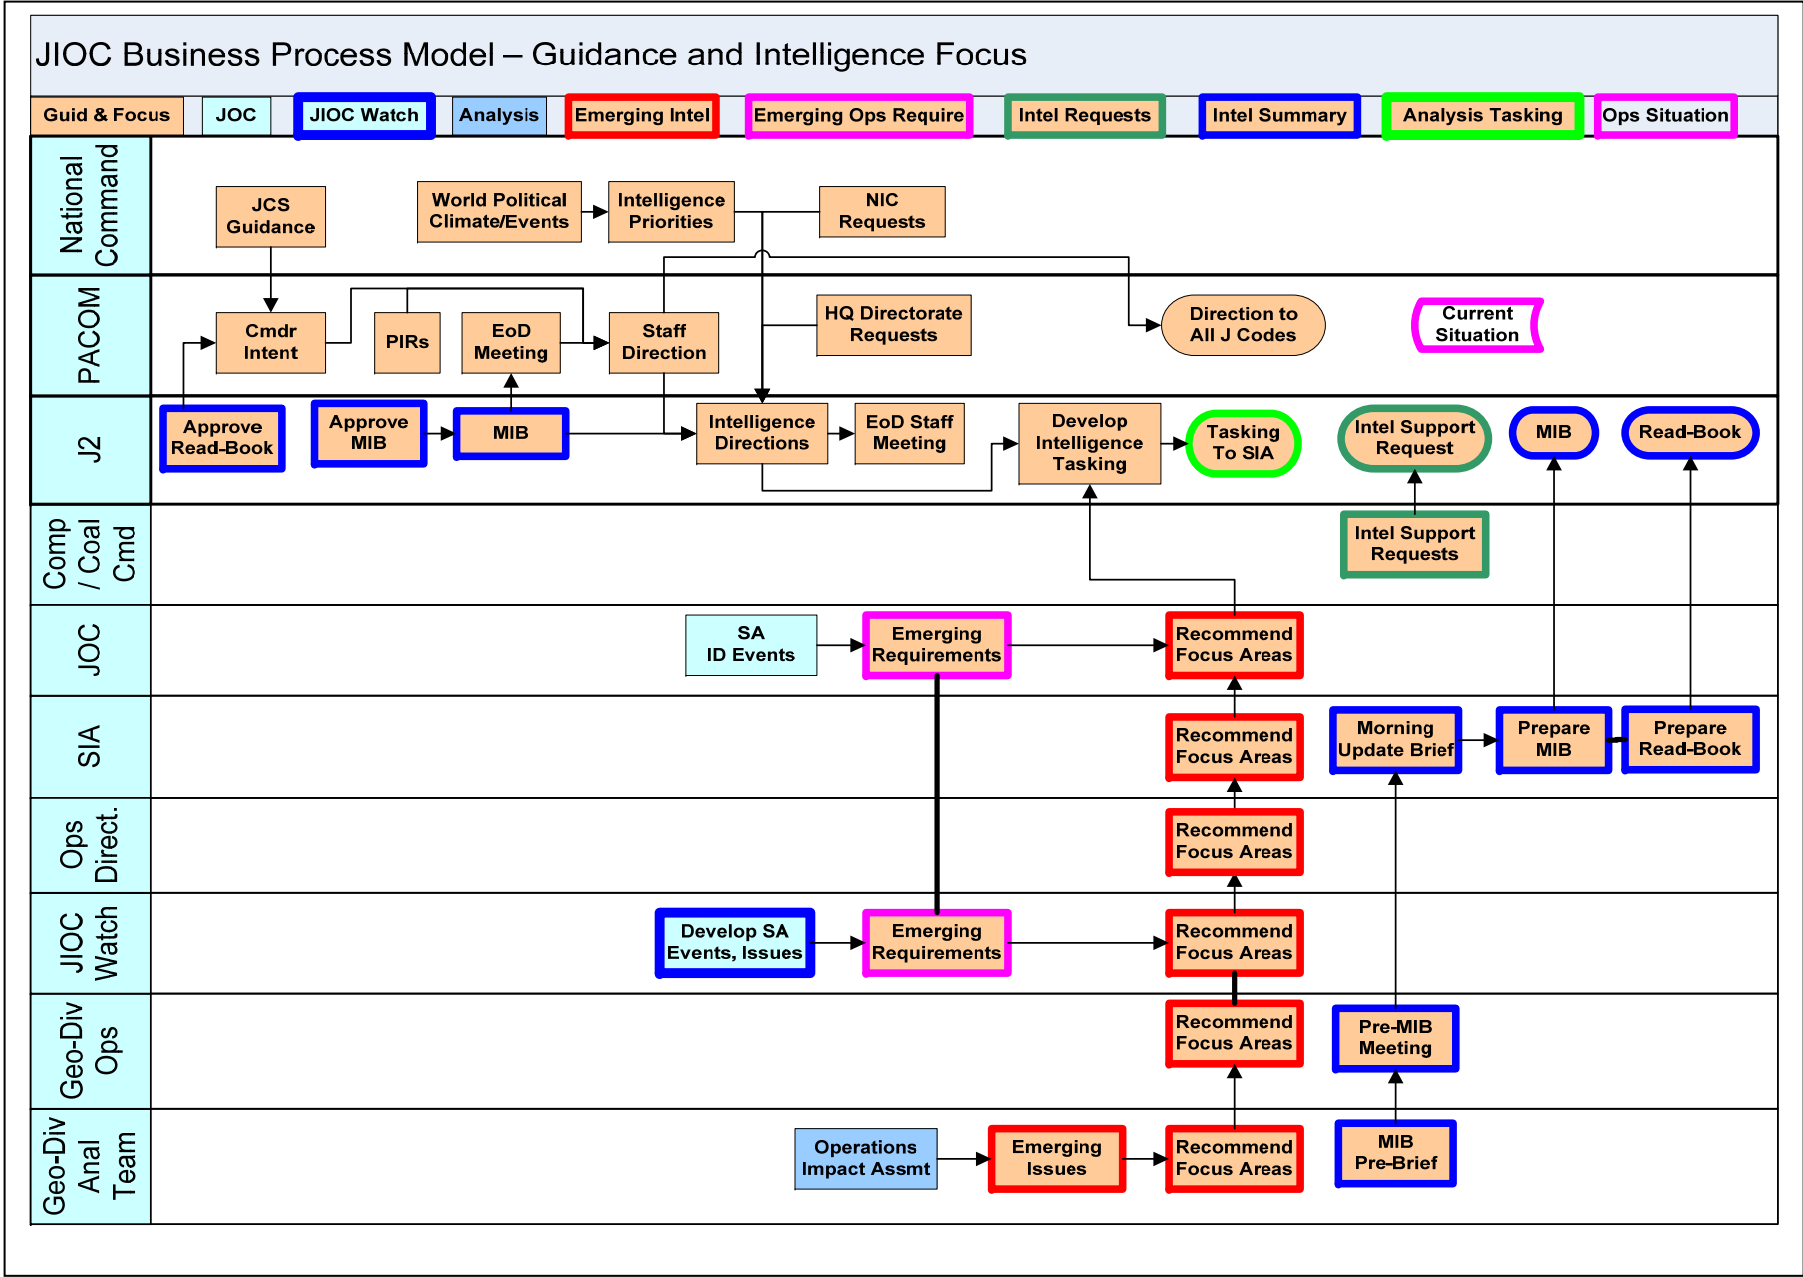 JIOC Business Process Model – Guidance and Intelligence Focus
Guid & Focus
JOC
JIOC Watch
Analysis
Emerging Intel
Emerging Ops Require
Intel Requests
Intel Summary
Analysis Tasking
Ops Situation
National
Command
JCS
Guidance
World Political
Climate/Events
Intelligence
Priorities
NIC
Requests
PACOM
Cmdr
Intent
PIRs
EoD
Meeting
Staff
Direction
HQ Directorate
Requests
Direction to
All J Codes
Current
Situation
J2
Approve
Read-Book
Approve
MIB
MIB
Intelligence
Directions
EoD Staff
Meeting
Develop
Intelligence
Tasking
Tasking
To SIA
Intel Support
Request
MIB
Read-Book
Comp
/ Coal
Cmd
Intel Support
Requests
JOC
SA
ID Events
Emerging
Requirements
Recommend
Focus Areas
SIA
Recommend
Focus Areas
Morning
Update Brief
Prepare
MIB
Prepare
Read-Book
Ops
Direct.
Recommend
Focus Areas
JIOC
Watch
Develop SA
Events, Issues
Emerging
Requirements
Recommend
Focus Areas
Geo-Div
Ops
Recommend
Focus Areas
Pre-MIB
Meeting
Geo-Div
Anal
Team
Operations
Impact Assmt
Emerging
Issues
Recommend
Focus Areas
MIB
Pre-Brief